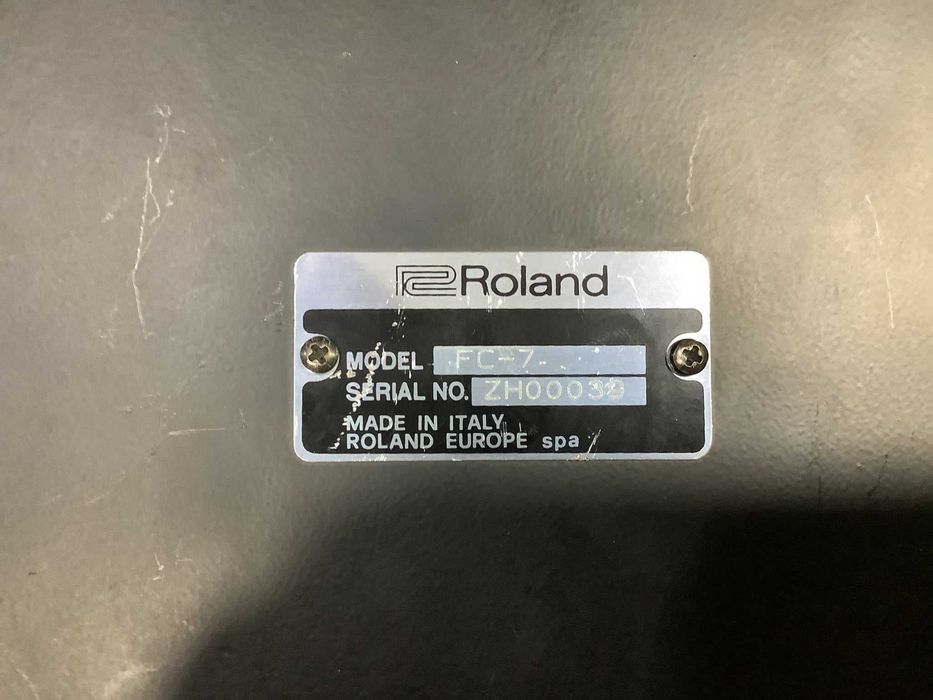 Roland
MODEL FC-7
SERIAL NO. ZH00039
MADE IN ITALY
ROLAND EUROPE spa